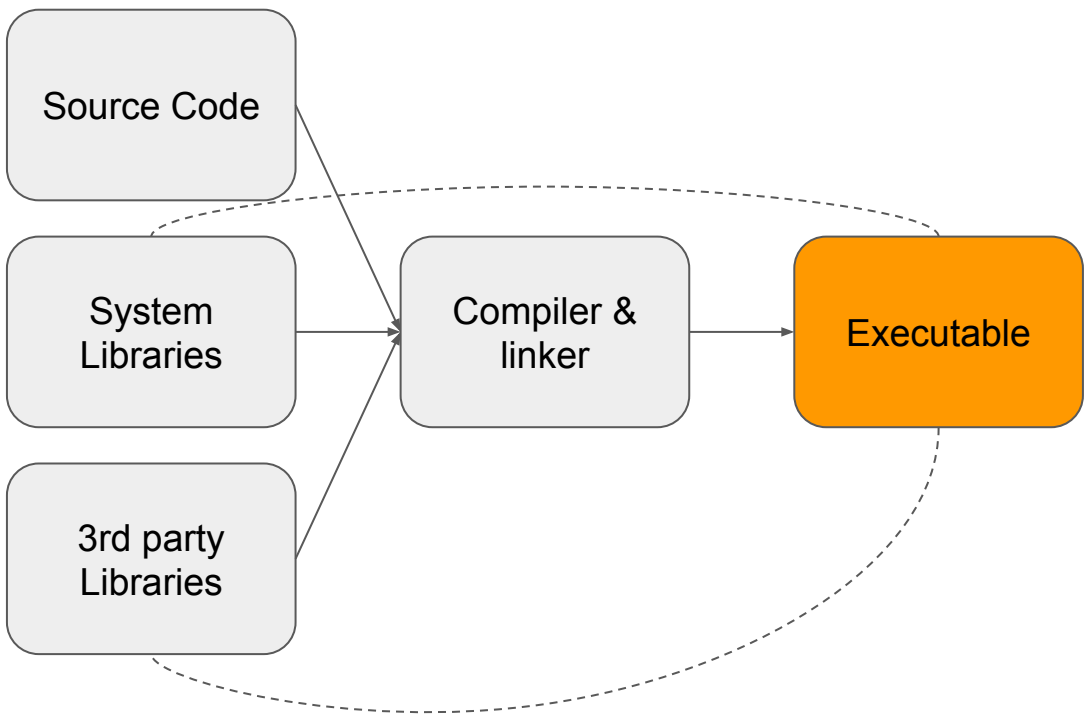 Source Code
System
Libraries
3rd party
Libraries
Compiler &
linker
Executable